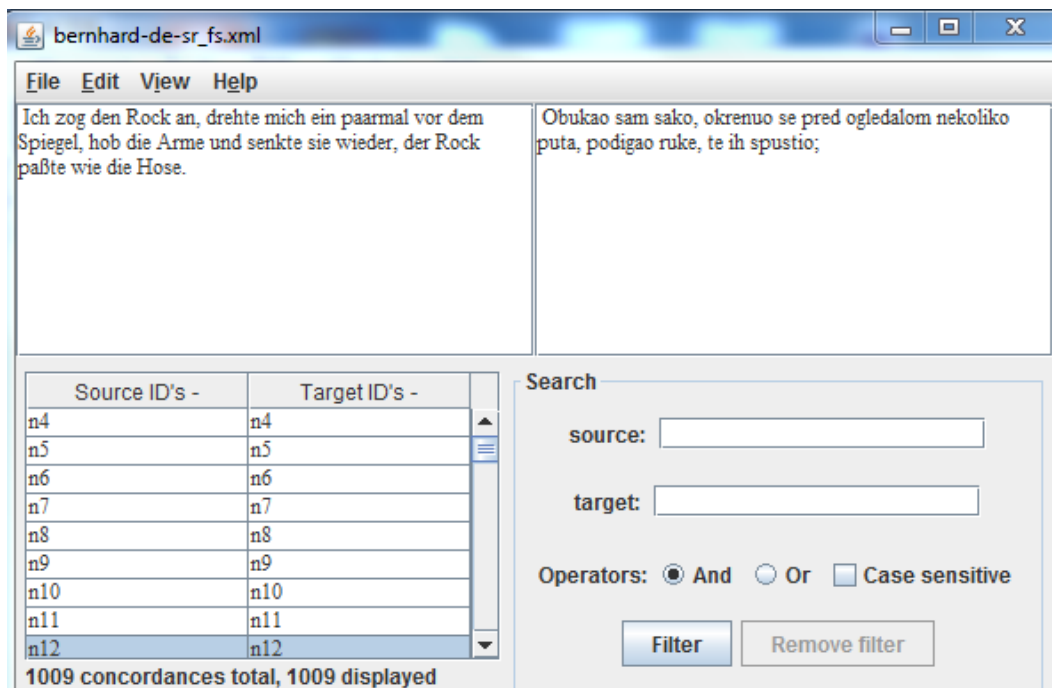 bernhard-de-sr_fs.xml
File Edit View Help
Ich zog den Rock an, drehte mich ein paarmal vor dem
Spiegel, hob die Arme und senkte sie wieder, der Rock
paßte wie die Hose.
Obukao sam sako, okrenuo se pred ogledalom nekoliko
puta, podigao ruke, te ih spustio;
Source ID's - Target ID's -
n4 n4
n5 n5
n6 n6
n7 n7
n8 n8
n9 n9
n10 n10
n11 n11
n12 n12
1009 concordances total, 1009 displayed
Search
source:
target:
Operators: And Or Case sensitive
Filter Remove filter